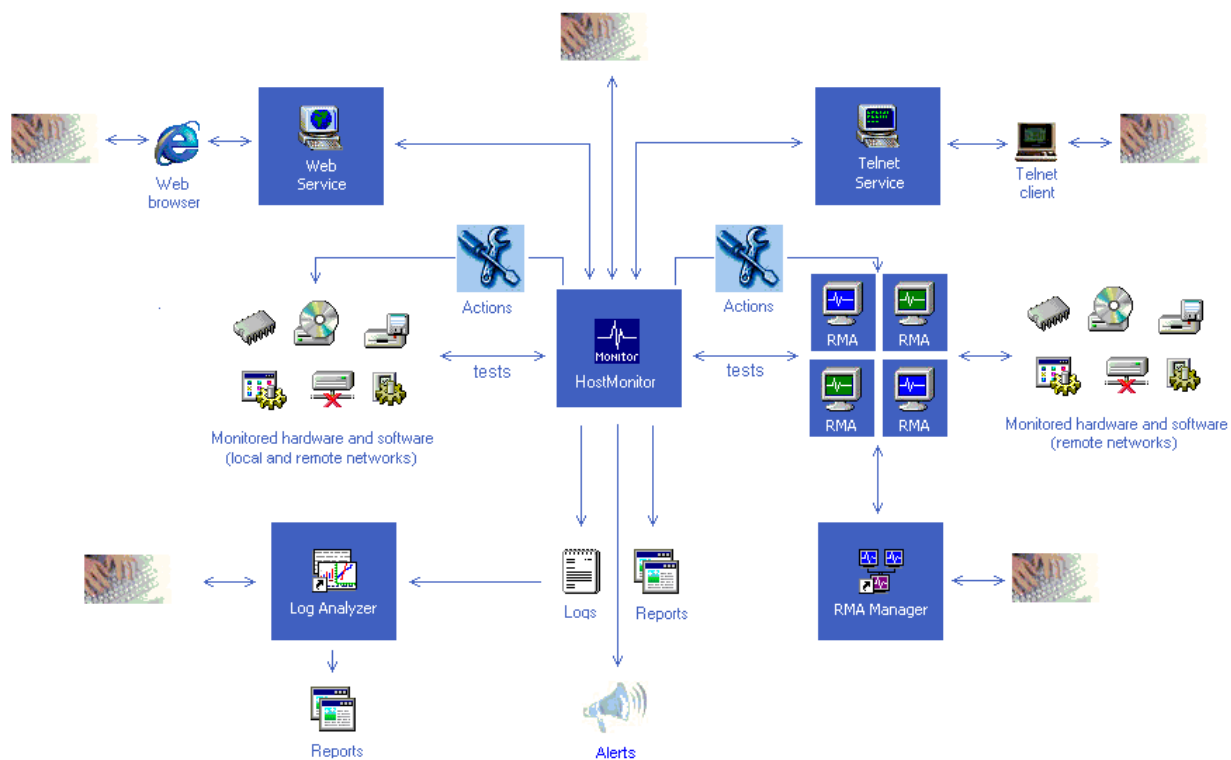 Web
Service
Telnet
Service
Web
browser
Telnet
client
Actions
Actions
RMA
RMA
Monitor
HostMonitor
tests
tests
RMA
RMA
Monitored hardware and software
(local and remote networks)
Monitored hardware and software
(remote networks)
Log Analyzer
Logs
Reports
RMA Manager
Reports
Alerts